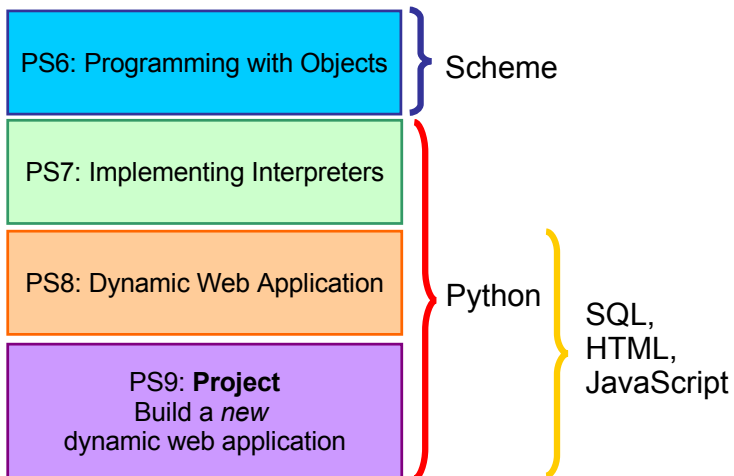 PS6: Programming with Objects
Scheme
PS7: Implementing Interpreters
PS8: Dynamic Web Application
Python
SQL,
HTML,
JavaScript
PS9: Project
Build a new
dynamic web application